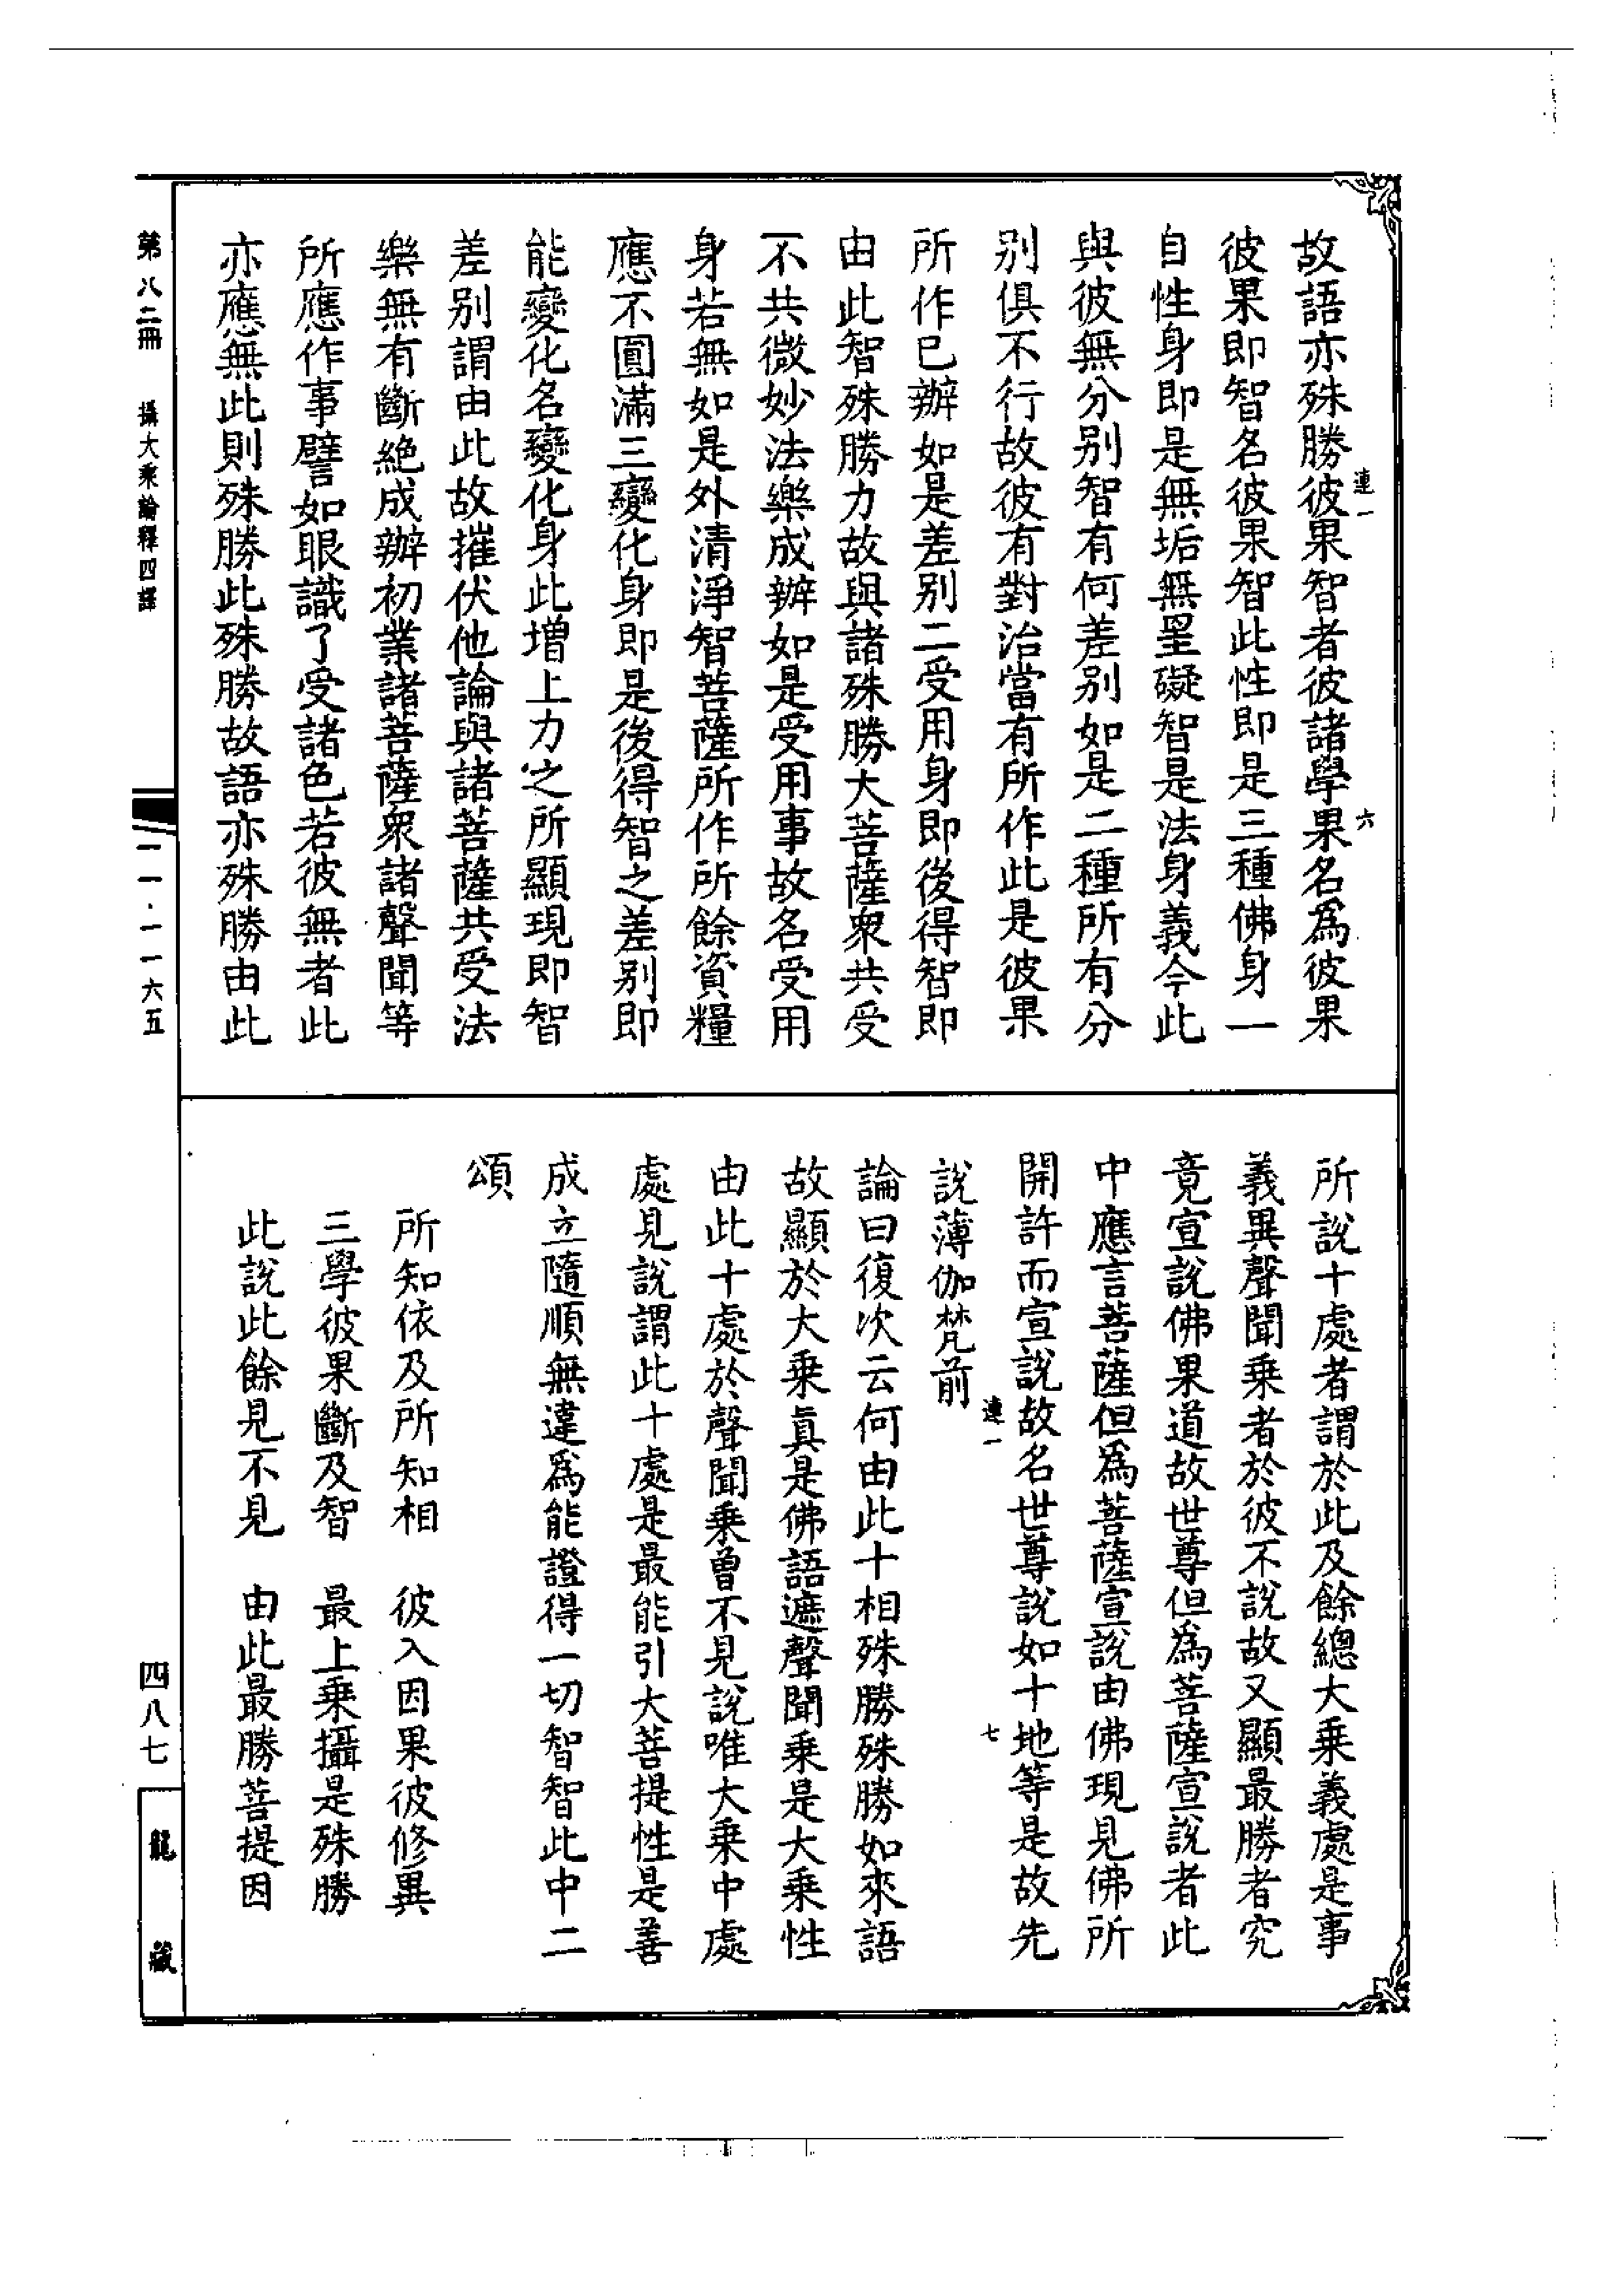 故語亦殊勝彼果智者彼諸學果名爲彼果
連一
六
彼果即智名彼果智此性即是三種佛身一
自性身即是無垢無罣礙智是法身義今此
與彼無分别智有何差别如是二種所有分
别俱不行故彼有對治當有所作此是彼果
所作已辦如是差别二受用身即後得智即
由此智殊勝力故與諸殊勝大菩薩衆共受
不共微妙法樂成辦如是受用事故名受用
身若無如是外清淨智菩薩所作所餘資糧
應不圓滿三變化身即是後得智之差别即
能變化名變化身此增上力之所顯現即智
差别謂由此故摧伏他論與諸菩薩共受法
樂無有斷絶成辦初業諸菩薩衆諸聲聞等
所應作事譬如眼識了受諸色若彼無者此
亦應無此則殊勝此殊勝故語亦殊勝由此
所說十處者謂於此及餘總大乘義處是事
義異聲聞乘者於彼不說故又顯最勝者究
竟宣說佛果道故世尊但爲菩薩宣說者此
中應言菩薩但爲菩薩宣說由佛現見佛所
開許而宣說故名世尊說如十地等是故先
連一
七
說薄伽梵前
論曰復次云何由此十相殊勝殊勝如來語
故顯於大乘眞是佛語遮聲聞乘是大乘性
由此十處於聲聞乘曾不見說唯大乘中處
處見說謂此十處是最能引大菩提性是善
成立隨順無違爲能證得一切智智此中二
頌
所知依及所知相　彼入因果彼修異
三學彼果斷及智　最上乘攝是殊勝
此說此餘見不見　由此最勝菩提因
第八二冊　攝大乘論釋四譯
一一·一一六五
四八七
龍藏